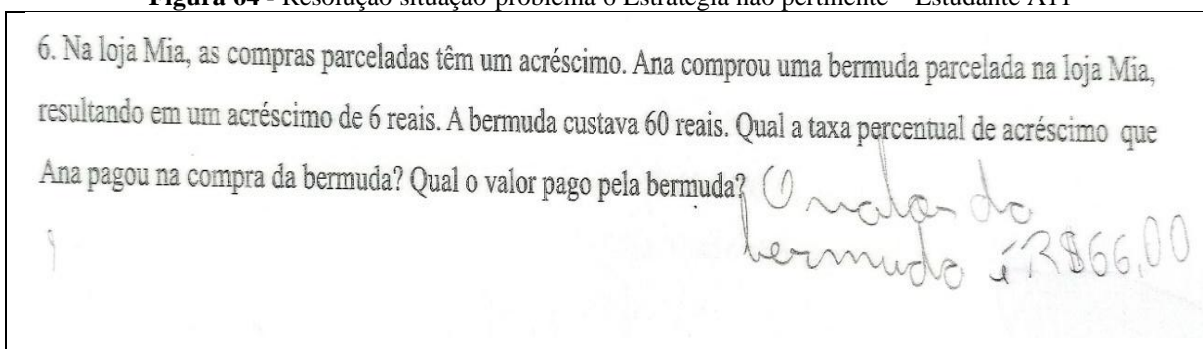 Figura 64 - Resolução situação-problema 6 Estratégia não pertinente – Estudante A11
6. Na loja Mia, as compras parceladas têm um acréscimo. Ana comprou uma bermuda parcelada na loja Mia,
resultando em um acréscimo de 6 reais. A bermuda custava 60 reais. Qual a taxa percentual de acréscimo que
Ana pagou na compra da bermuda? Qual o valor pago pela bermuda? O valor da
bermuda é R$66,00